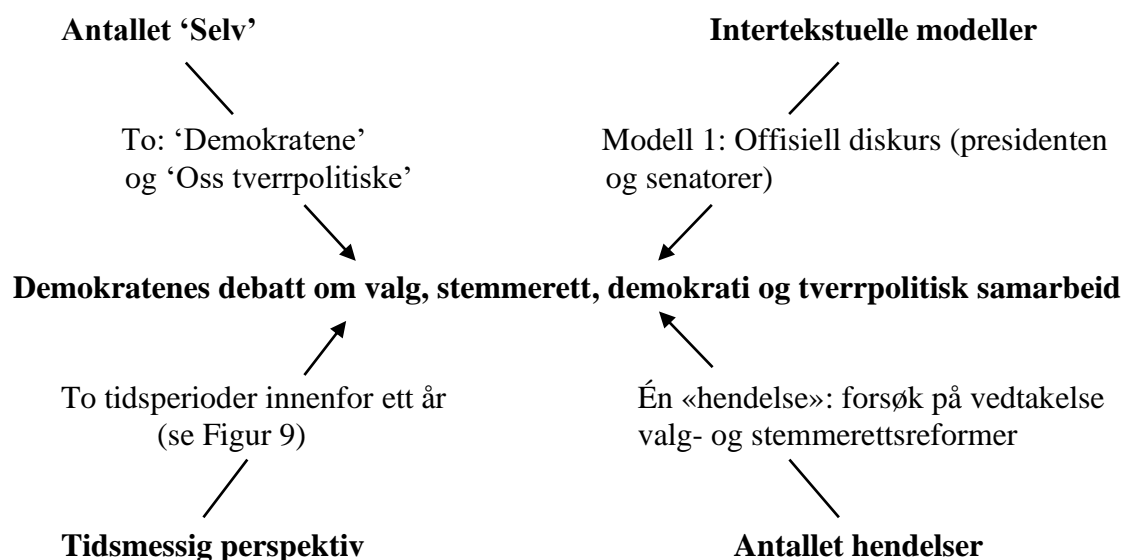 Antallet ‘Selv’
Intertekstuelle modeller
To: ‘Demokratene’
og ‘Oss tverrpolitiske’
Modell 1: Offisiell diskurs (presidenten
og senatorer)
Demokratenes debatt om valg, stemmerett, demokrati og tverrpolitisk samarbeid
To tidsperioder innenfor ett år
(se Figur 9)
Én «hendelse»: forsøk på vedtakelse
valg- og stemmerettsreformer
Tidsmessig perspektiv
Antallet hendelser